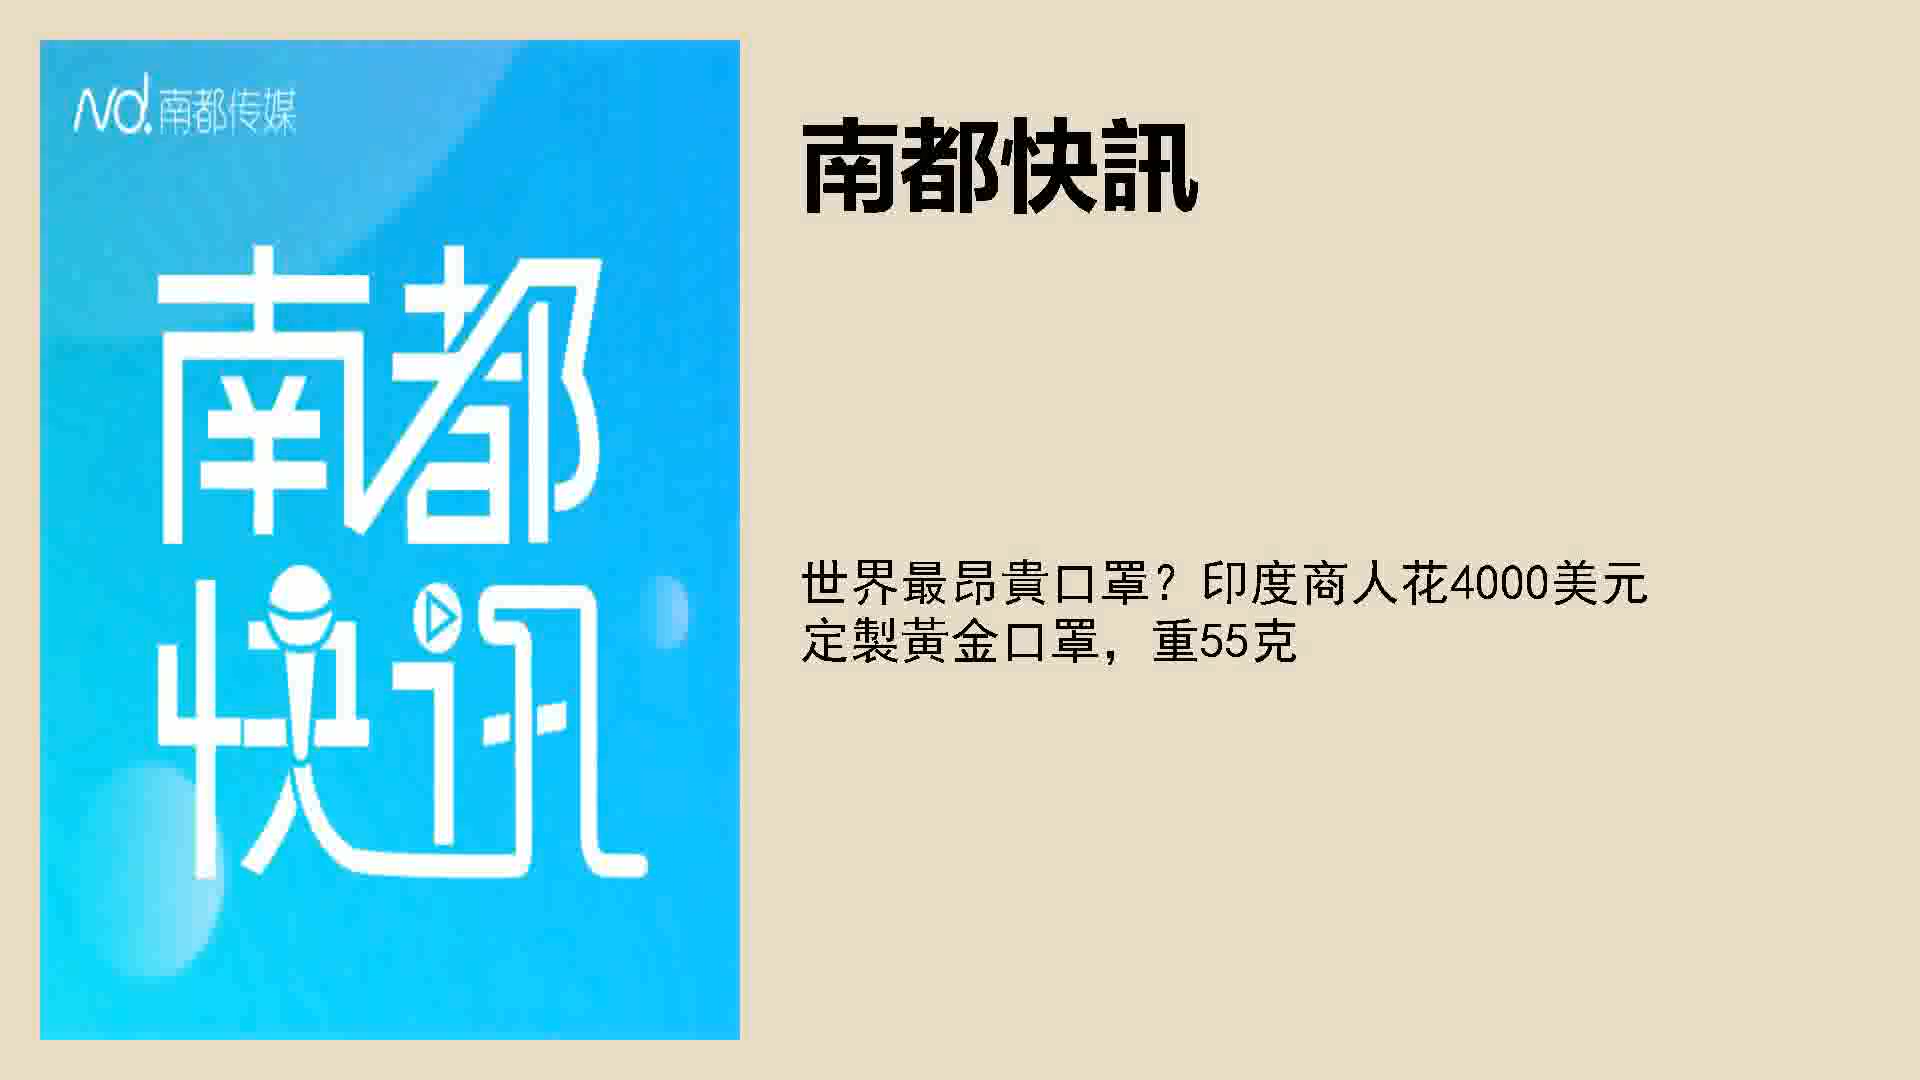 Nd.南都传媒
南都
快讯
南都快訊
世界最昂貴口罩？印度商人花4000美元
定製黃金口罩，重55克